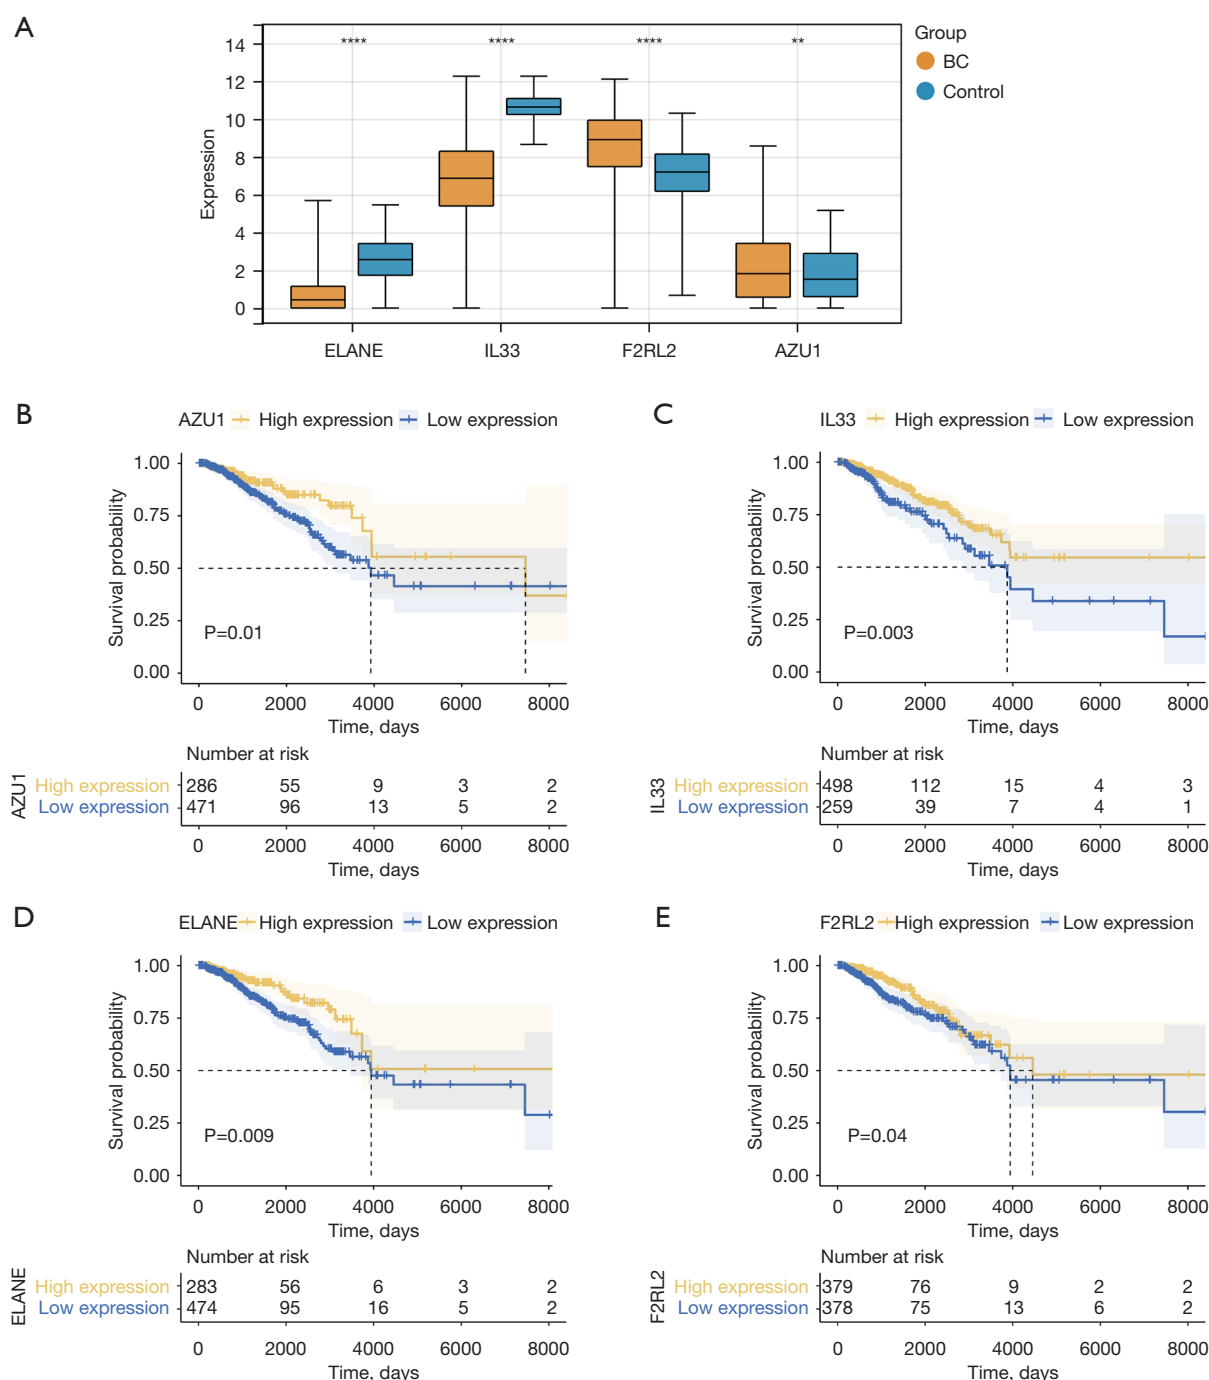 A
**** **** **** **
Group
BC
Control
14
12
10
8
6
4
2
0
Expression
ELANE IL33 F2RL2 AZU1
B
AZU1 High expression Low expression
1.00
0.75
0.50
0.25
0.00
Survival probability
P=0.01
0 2000 4000 6000 8000
Time, days
Number at risk
AZU1
High expression 286 55 9 3 2
Low expression 471 96 13 5 2
0 2000 4000 6000 8000
Time, days
C
IL33 High expression Low expression
1.00
0.75
0.50
0.25
0.00
Survival probability
P=0.003
0 2000 4000 6000 8000
Time, days
Number at risk
IL33
High expression 498 112 15 4 3
Low expression 259 39 7 4 1
0 2000 4000 6000 8000
Time, days
D
ELANE High expression Low expression
1.00
0.75
0.50
0.25
0.00
Survival probability
P=0.009
0 2000 4000 6000 8000
Time, days
Number at risk
ELANE
High expression 283 56 6 3 2
Low expression 474 95 16 5 2
0 2000 4000 6000 8000
Time, days
E
F2RL2 High expression Low expression
1.00
0.75
0.50
0.25
0.00
Survival probability
P=0.04
0 2000 4000 6000 8000
Time, days
Number at risk
F2RL2
High expression 379 76 9 2 2
Low expression 378 75 13 6 2
0 2000 4000 6000 8000
Time, days